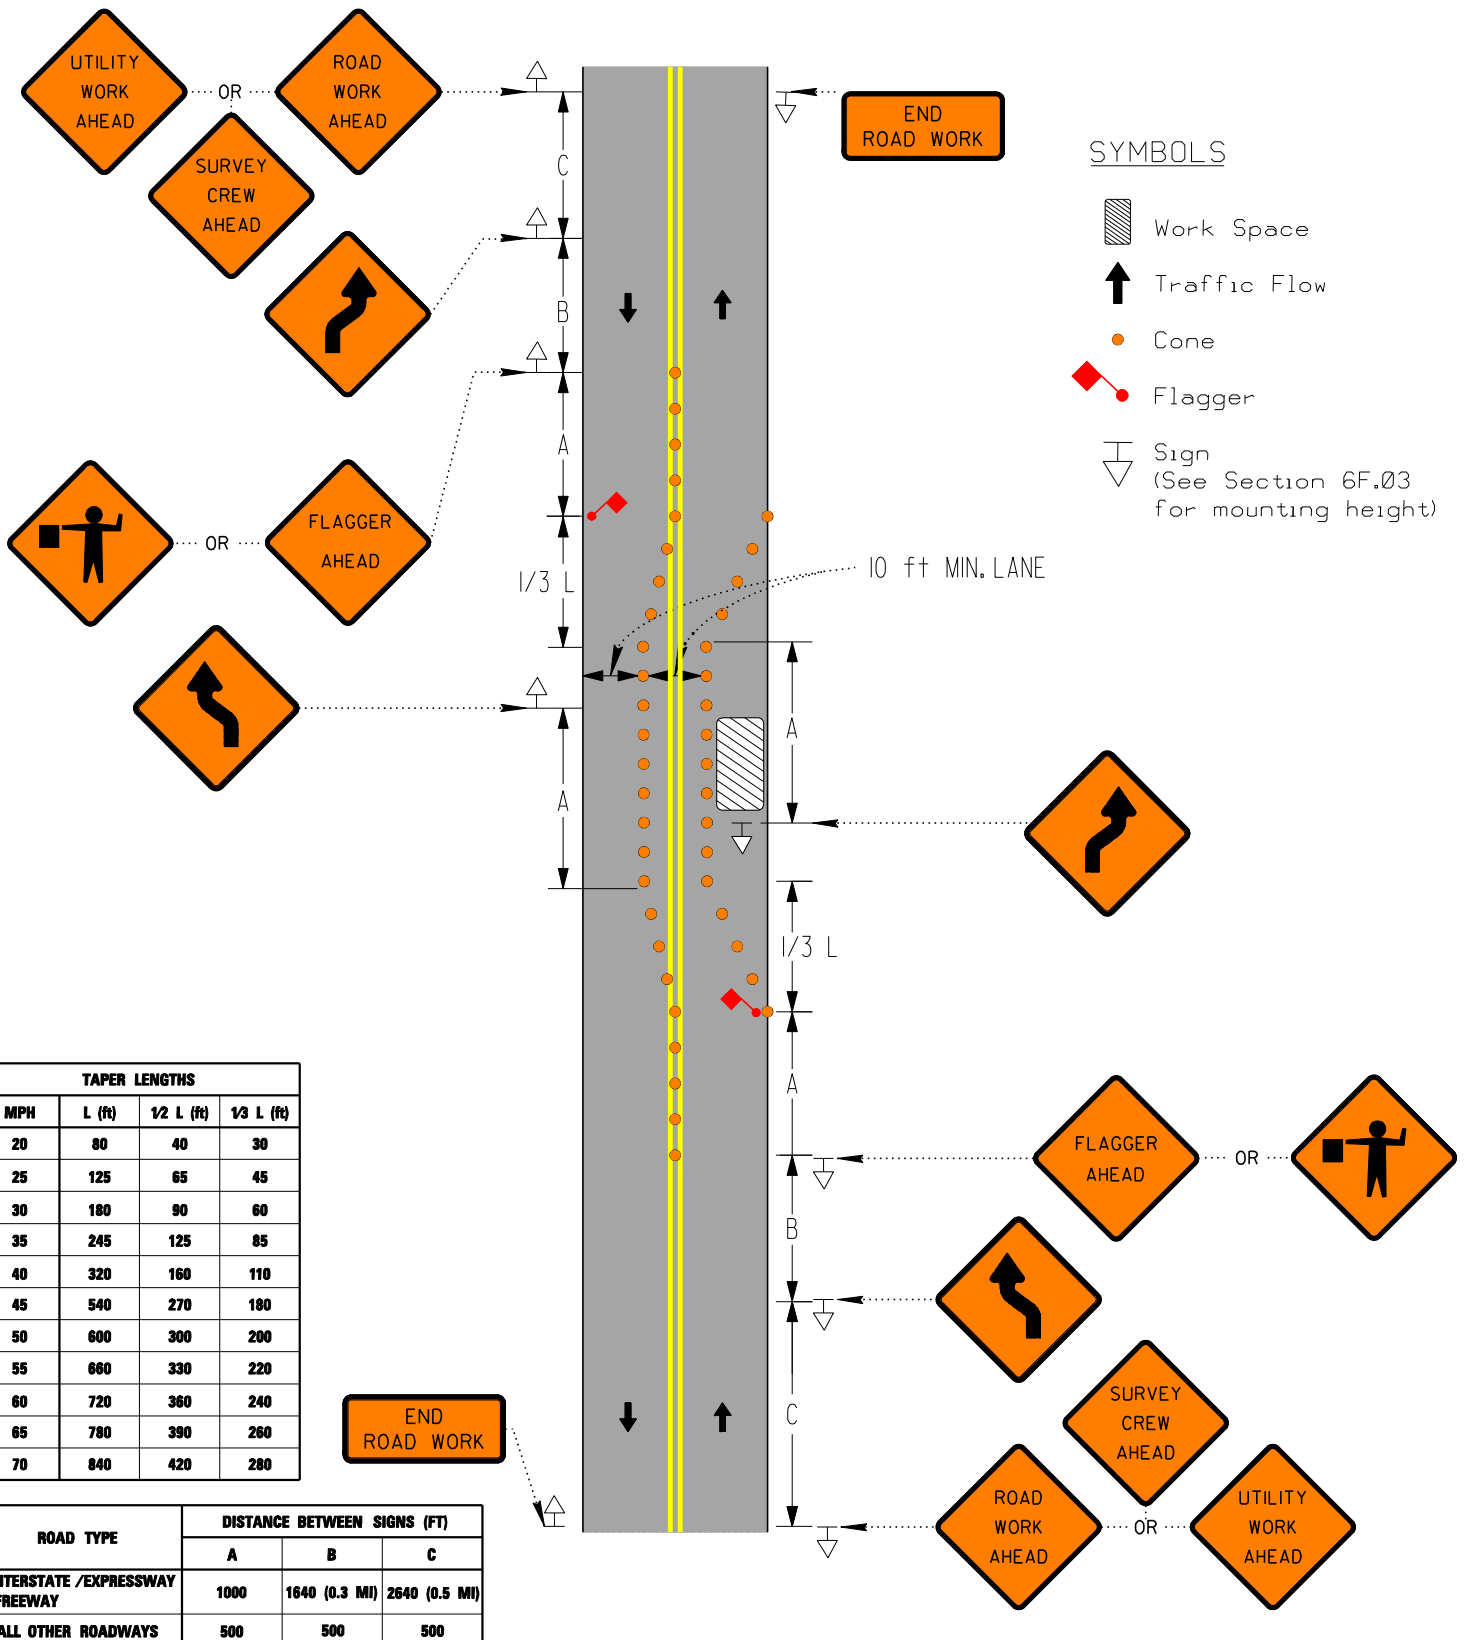 UTILITY
WORK
AHEAD
OR
ROAD
WORK
AHEAD
SURVEY
CREW
AHEAD
C
END
ROAD WORK
SYMBOLS
Work Space
Traffic Flow
Cone
Flagger
Sign
(See Section 6F.03
for mounting height)
B
A
OR
FLAGGER
AHEAD
1/3 L
10 ft MIN. LANE
A
A
1/3 L
A
FLAGGER
AHEAD
OR
B
C
SURVEY
CREW
AHEAD
ROAD
WORK
AHEAD
OR
UTILITY
WORK
AHEAD
END
ROAD WORK
TAPER LENGTHS
MPH L (ft) 1/2 L (ft) 1/3 L (ft)
20 80 40 30
25 125 65 45
30 180 90 60
35 245 125 85
40 320 160 110
45 540 270 180
50 600 300 200
55 660 330 220
60 720 360 240
65 780 390 260
70 840 420 280
ROAD TYPE
DISTANCE BETWEEN SIGNS (FT)
A B C
NTERSTATE /EXPRESSWAY
FREEWAY
1000 1640 (0.3 MI) 2640 (0.5 MI)
ALL OTHER ROADWAYS 500 500 500